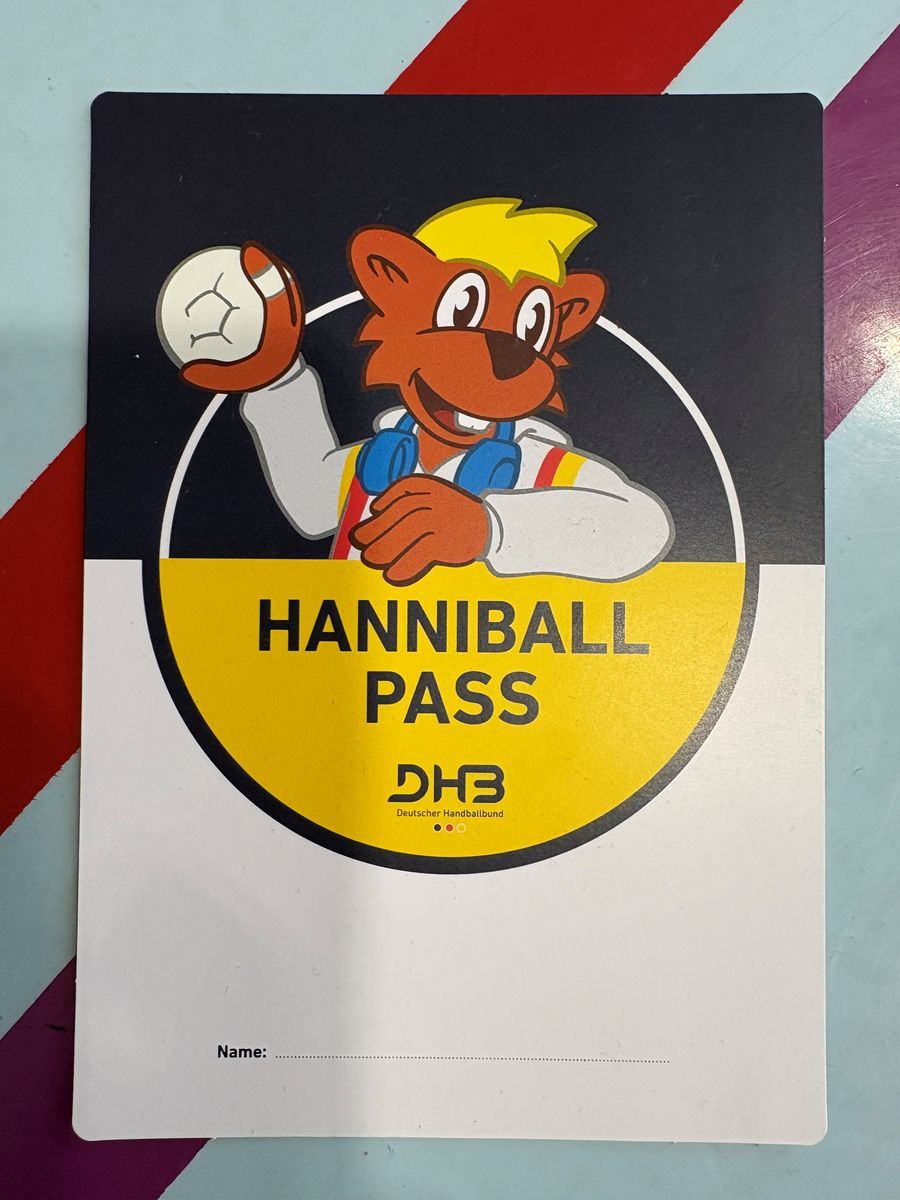 HANNIBALL
PASS
DHB
Deutscher Handballbund
Name: